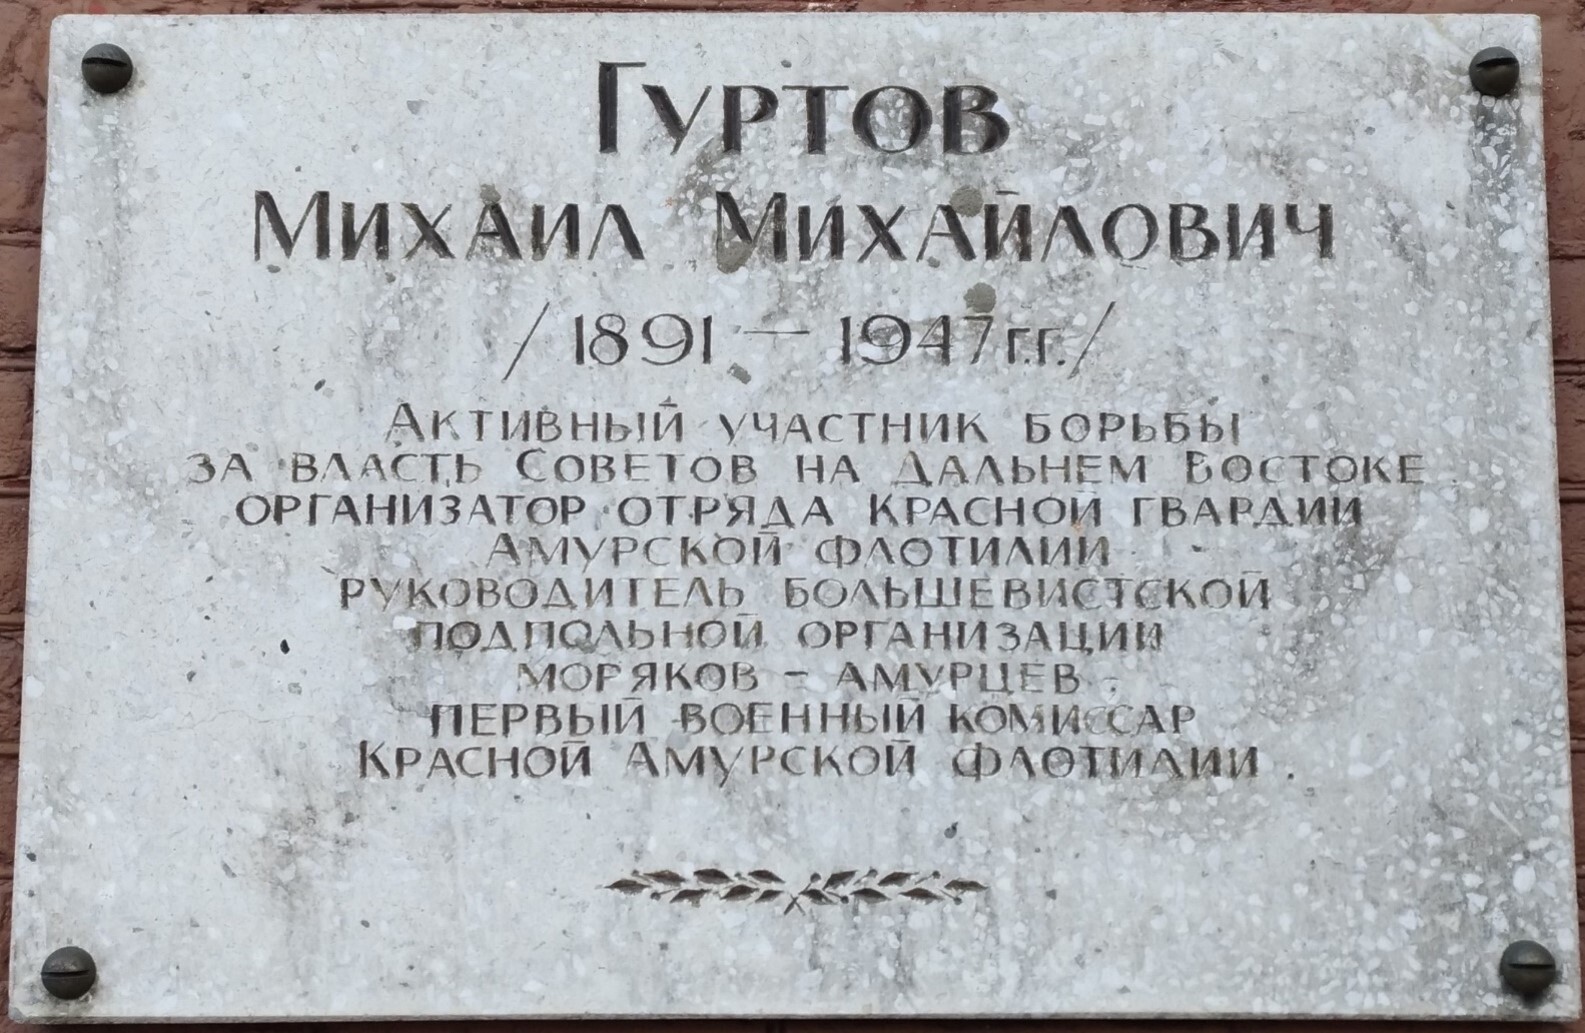 Гуртов
Михаил Михайлович
/1891 — 1947 г.г./
Активный участник борьбы
за власть Советов на Дальнем Востоке
организатор отряда Красной гвардии
Амурской флотилии
руководитель большевистской
подпольной организации
моряков – амурцев
первый военный комиссар
Красной Амурской флотилии.